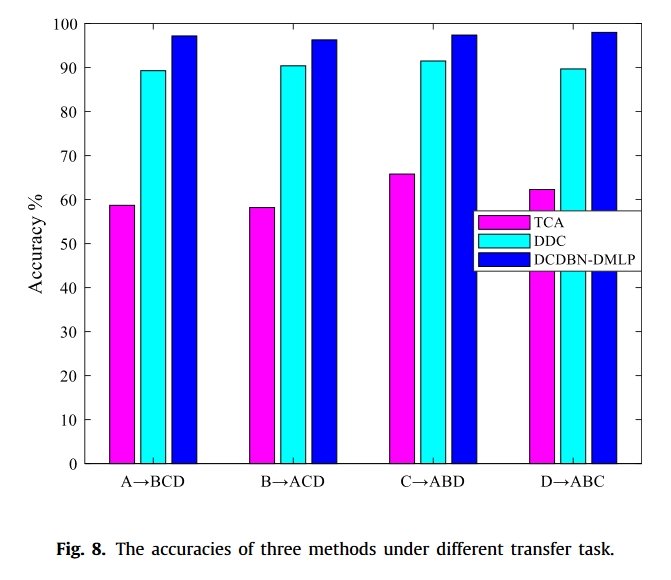 100
90
80
70
60
50
40
30
20
10
0
Accuracy %
TCA
DDC
DCDBN-DMLP
A→BCD B→ACD C→ABD D→ABC
Fig. 8. The accuracies of three methods under different transfer task.